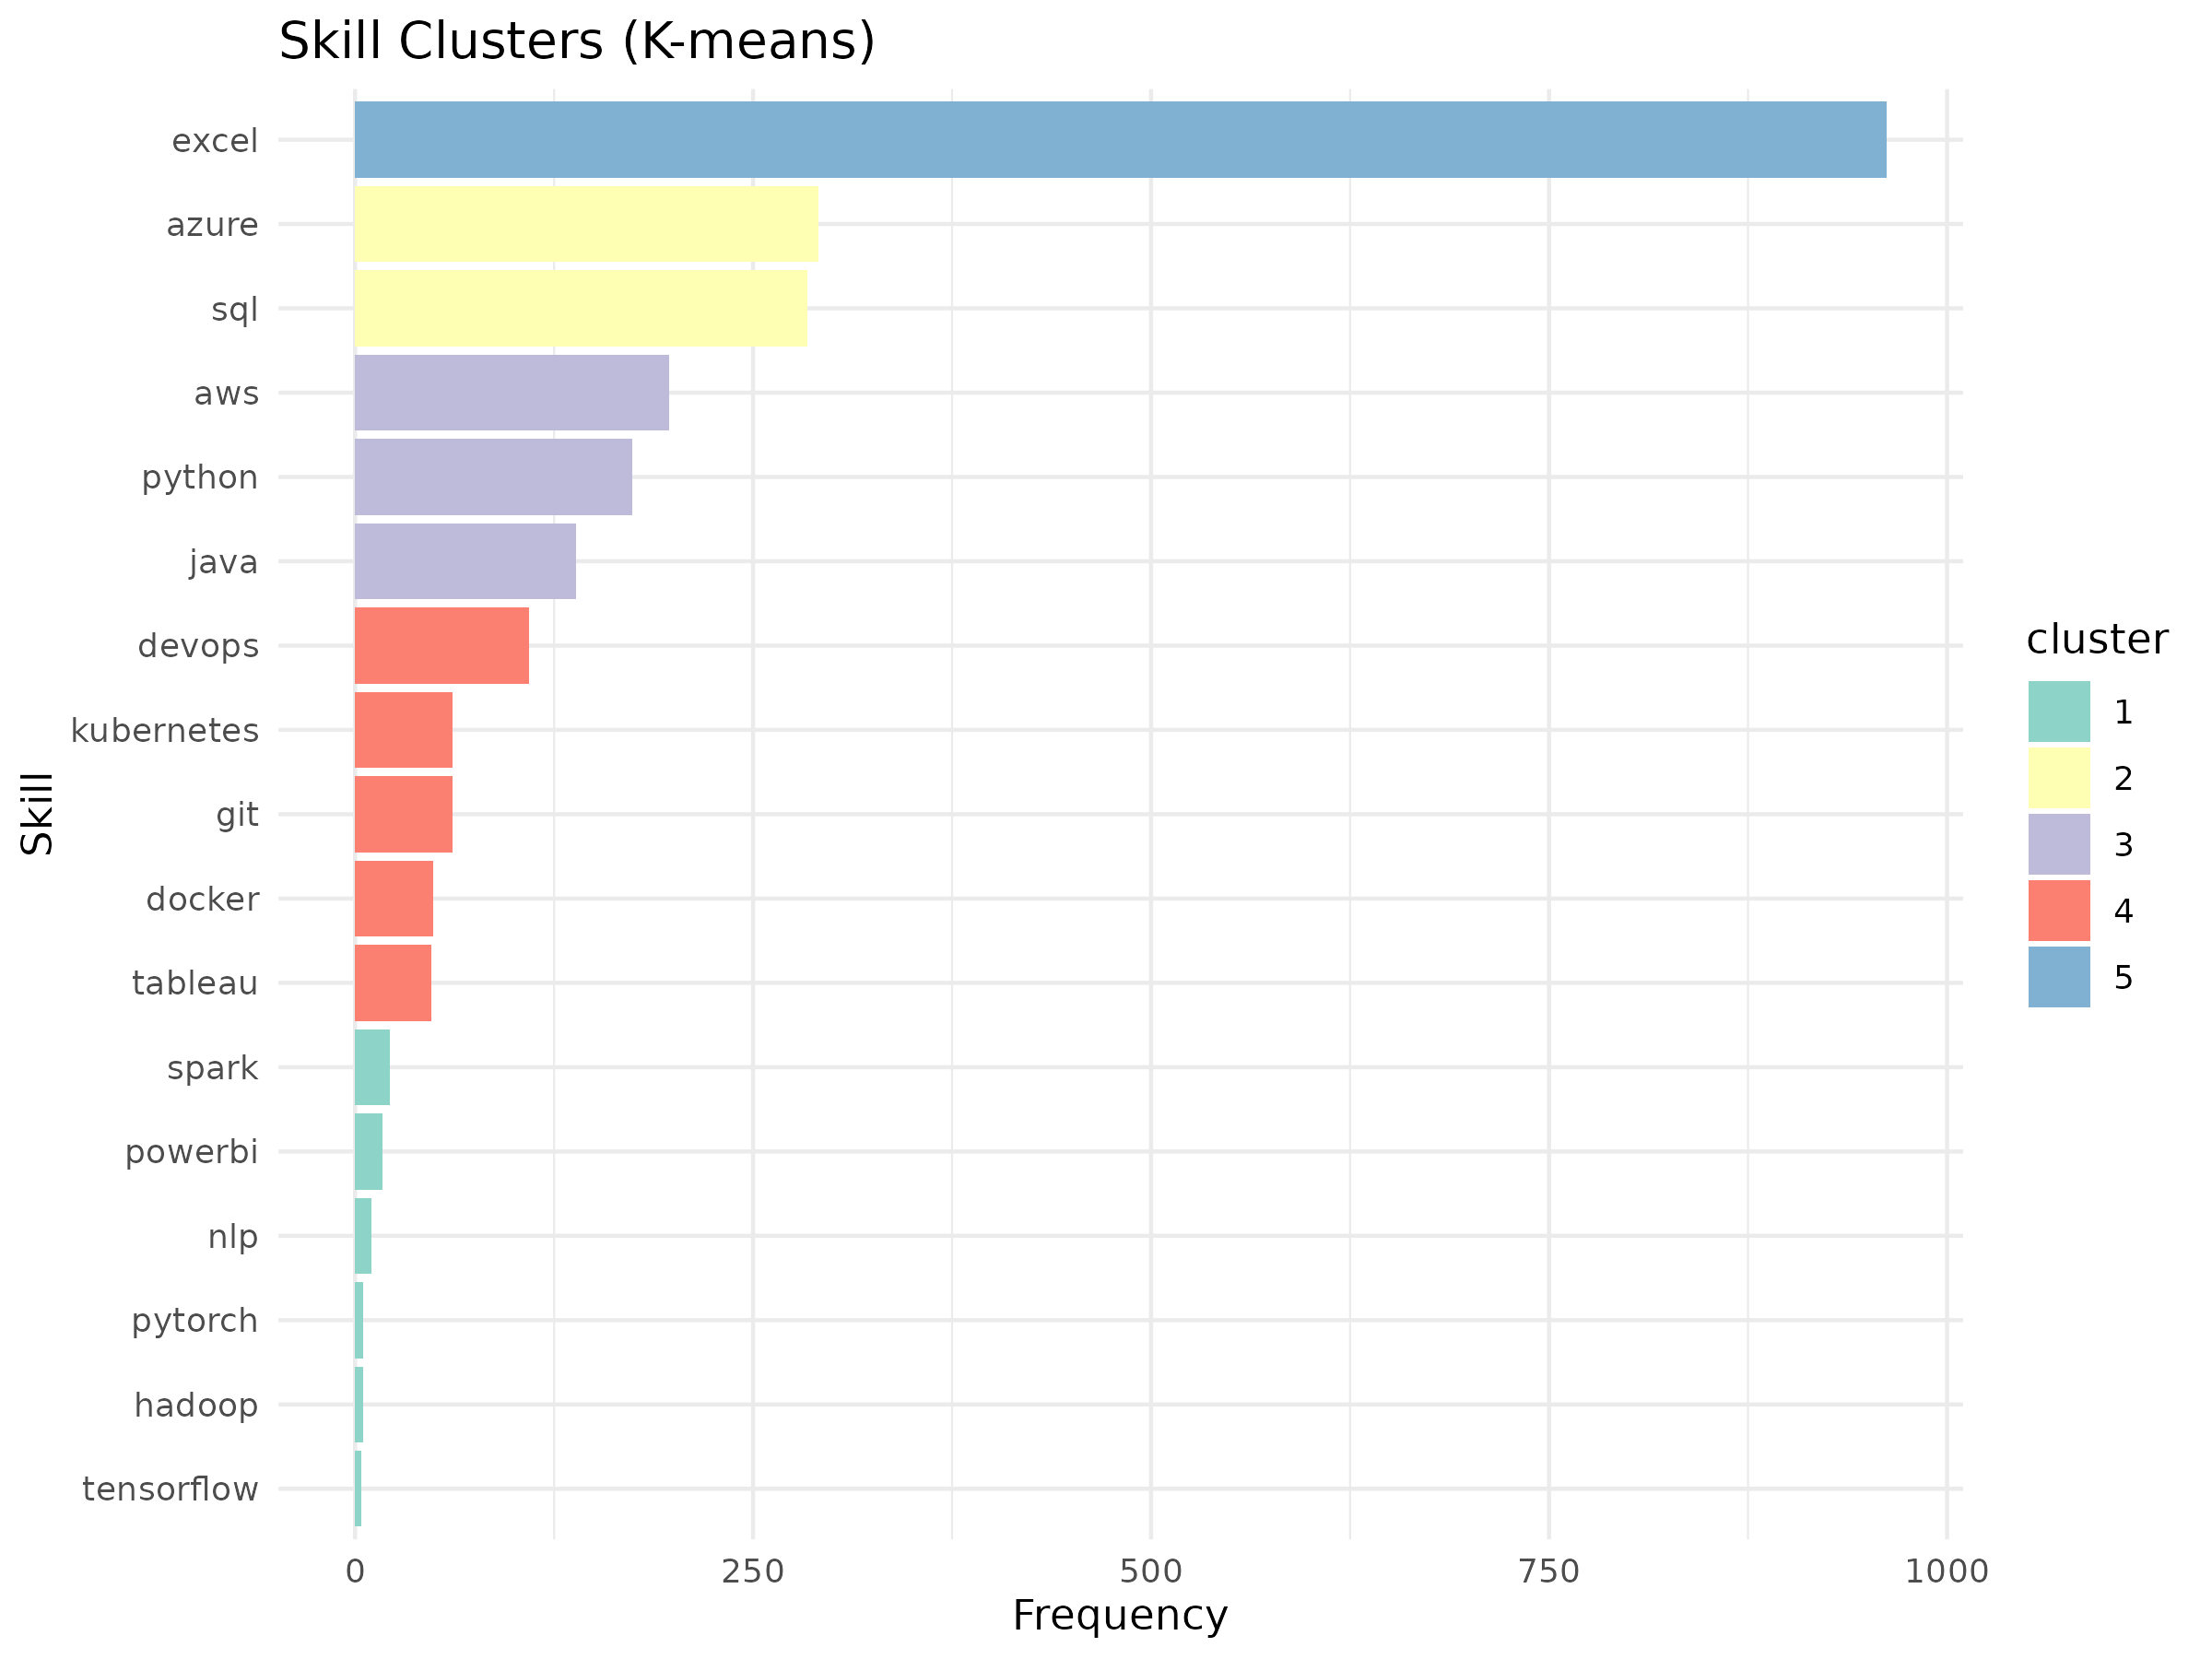 Skill Clusters (K-means)
excel
azure
sql
aws
python
java
devops
kubernetes
git
docker
tableau
spark
powerbi
nlp
pytorch
hadoop
tensorflow
Skill
0 250 500 750 1000
Frequency
cluster
1
2
3
4
5